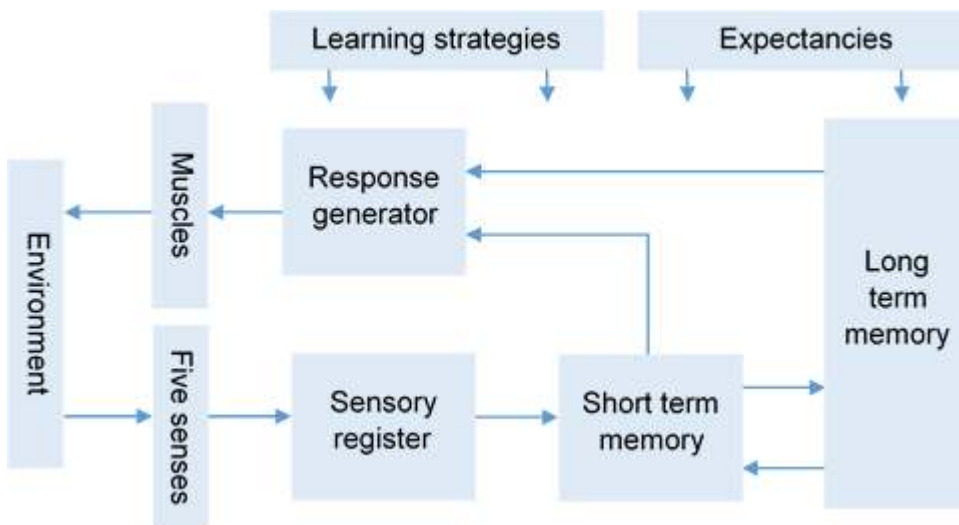 Learning strategies
Expectancies
Muscles
Response
generator
Environment
Long
term
memory
Five senses
Sensory
register
Short term
memory